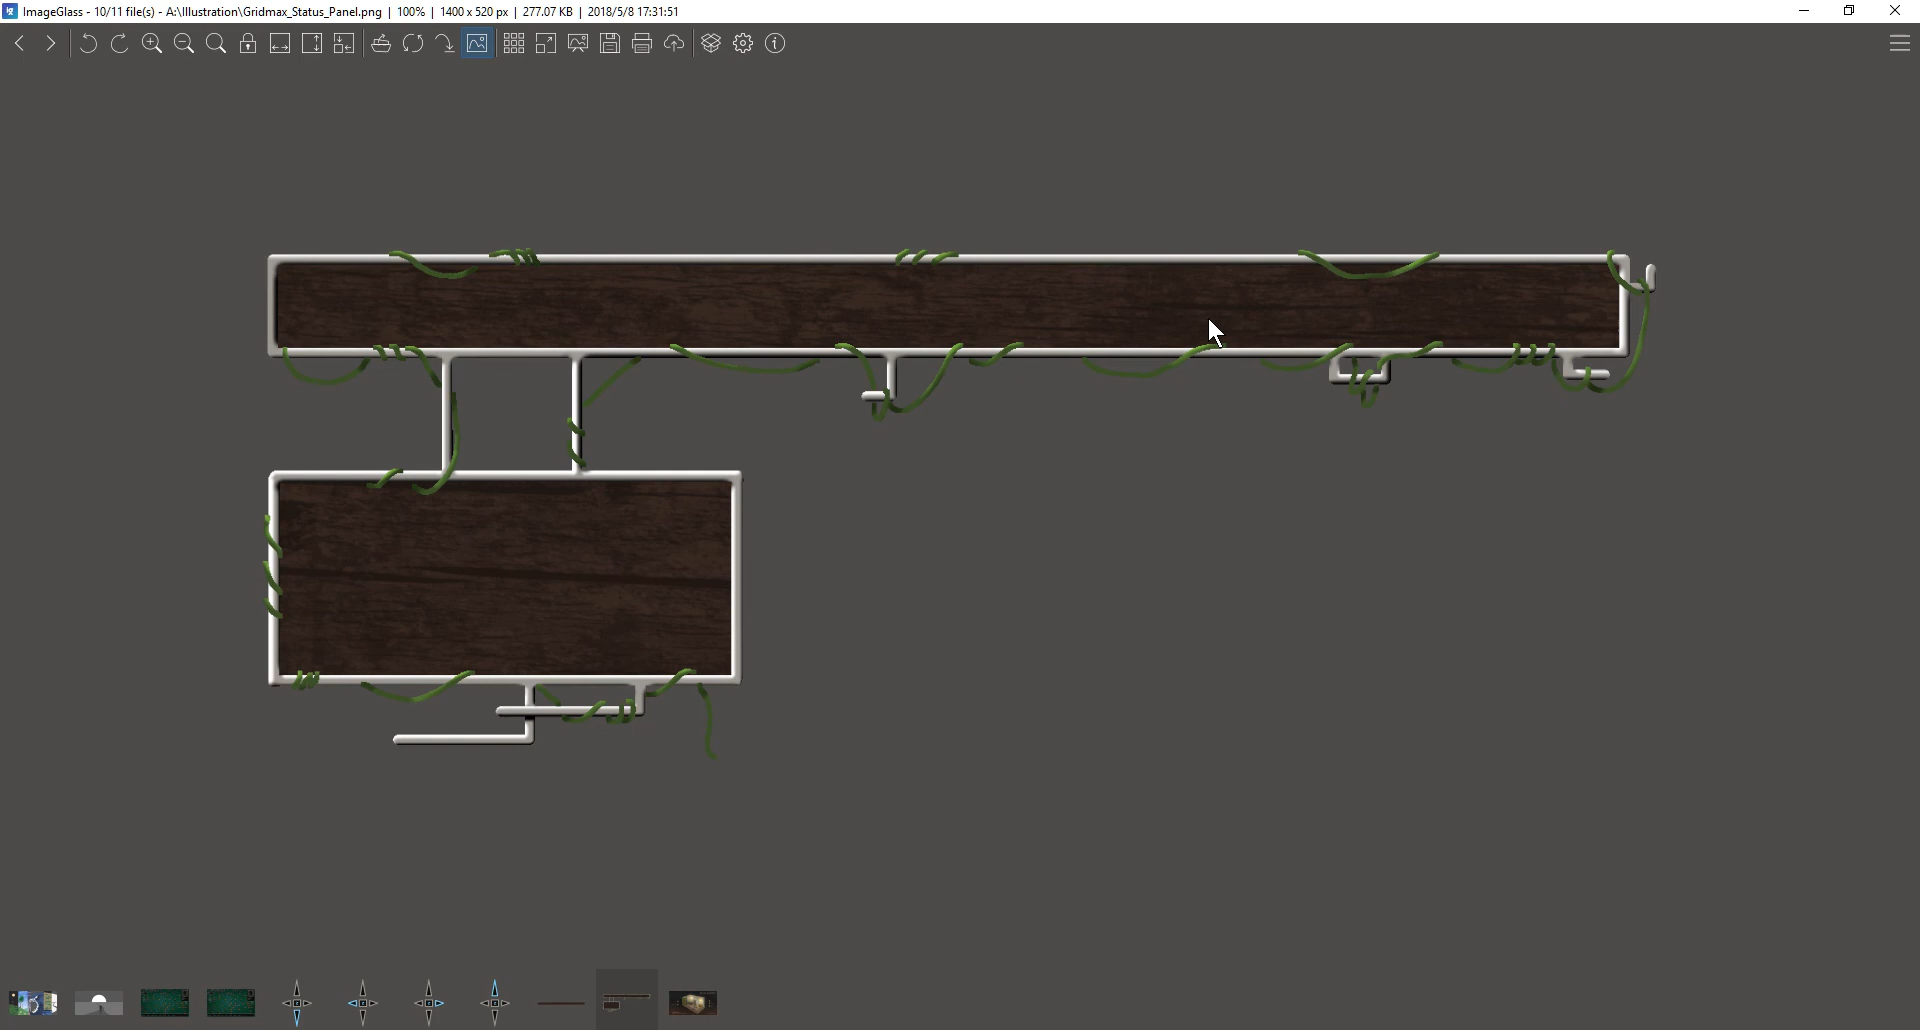 ImageGlass - 10/11 file(s) - A:\Illustration\Gridmax_Status_Panel.png | 100% | 1400 x 520 px | 277.07 KB | 2018/5/8 17:31:51